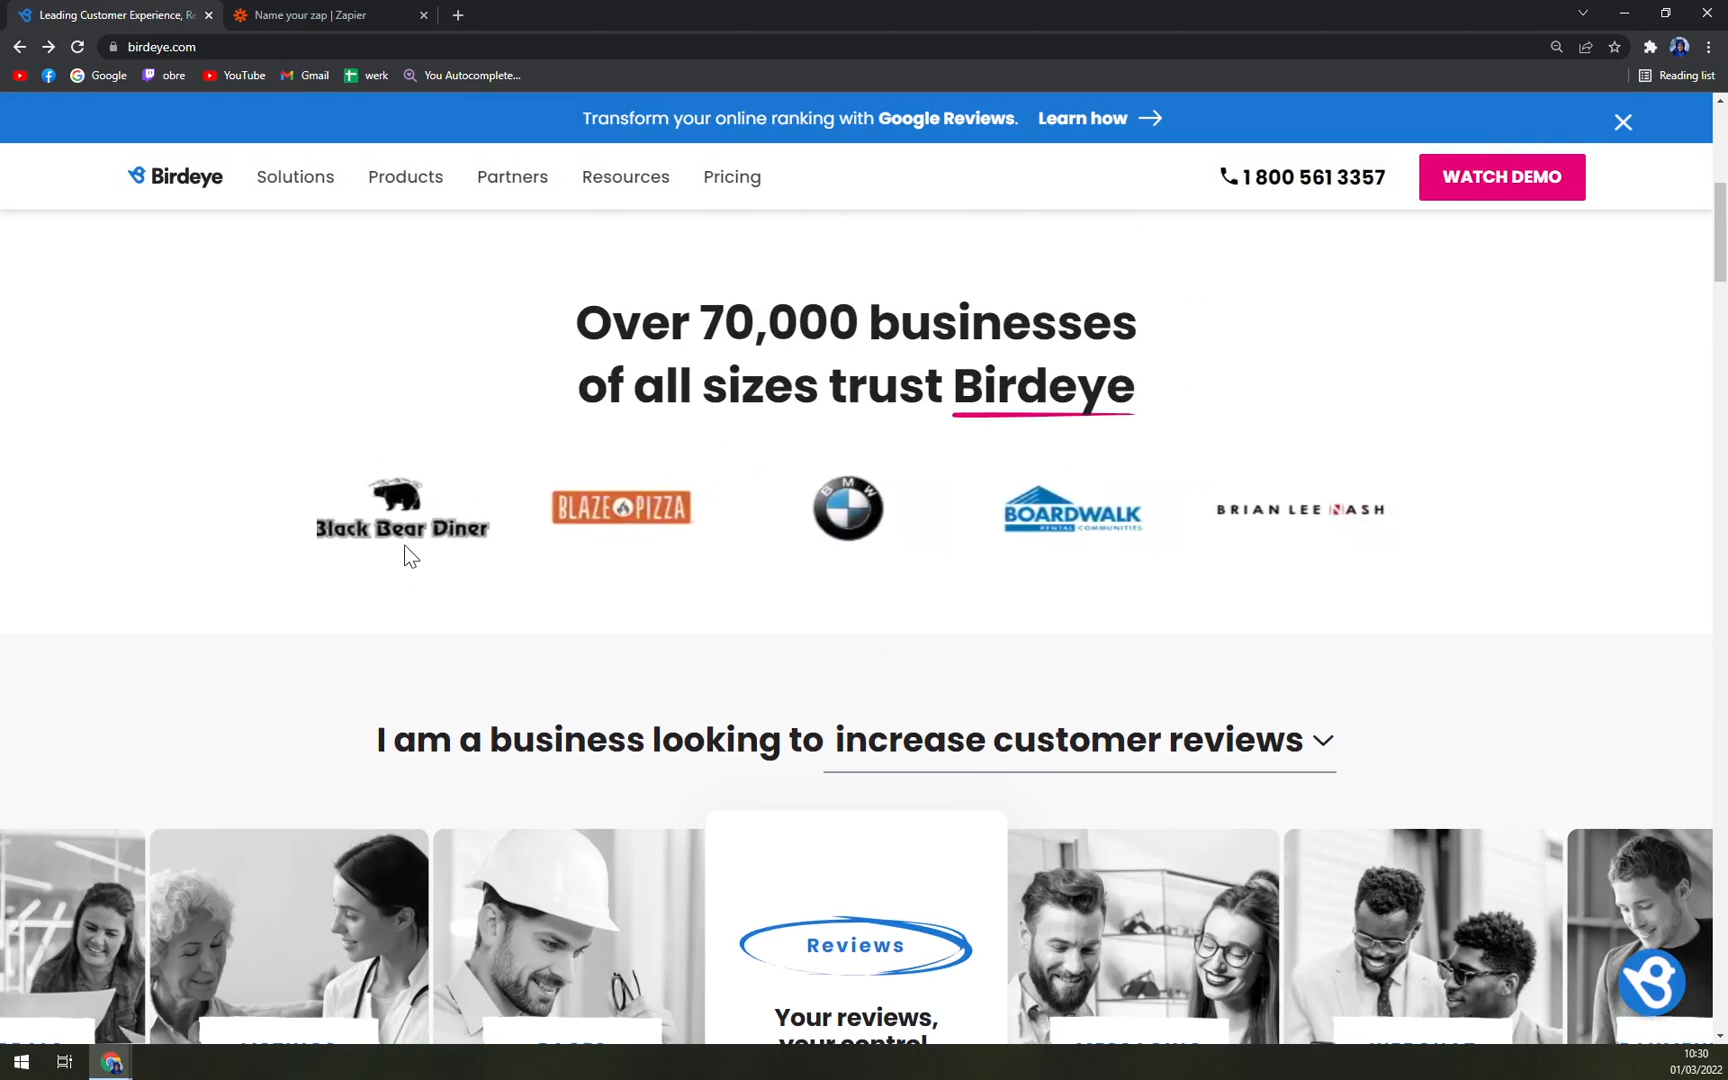 Leading Customer Experience, Re
Name your zap | Zapier
birdeye.com
Google
obre
YouTube
Gmail
werk
You Autocomplete...
Reading list
Transform your online ranking with Google Reviews. Learn how
Birdeye
Solutions
Products
Partners
Resources
Pricing
1 800 561 3357
WATCH DEMO
Over 70,000 businesses
of all sizes trust Birdeye
Black Bear Diner
BLAZE PIZZA
BMW
BOARDWALK
RENTAL COMMUNITIES
BRIAN LEE NASH
I am a business looking to increase customer reviews
Reviews
Your reviews,
your control
10:30
01/03/2022